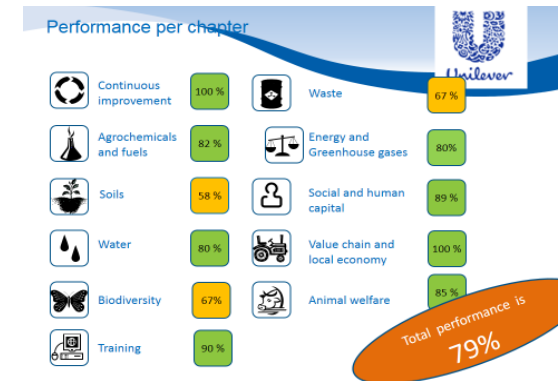 Performance per chapter
Unilever
Continuous
improvement
100 %
Waste
67 %
Agrochemicals
and fuels
82 %
Energy and
Greenhouse gases
80%
Soils
58 %
Social and human
capital
89 %
Water
80 %
Value chain and
local economy
100 %
Biodiversity
67%
Animal welfare
85 %
Training
90 %
Total performance is
79%